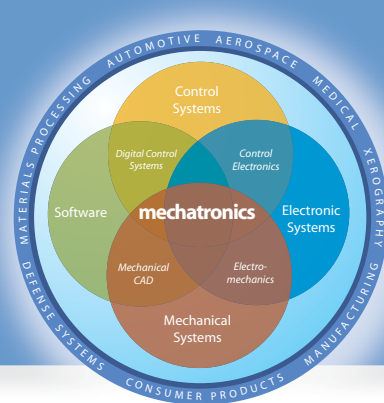 MATERIALS PROCESSING AUTOMOTIVE AEROSPACE MEDICAL XEROGRAPHY
Control
Systems
Digital Control
Systems
Control
Electronics
Software
mechatronics
Electronic
Systems
Mechanical
CAD
Electro-
mechanics
Mechanical
Systems
DEFENSE SYSTEMS CONSUMER PRODUCTS MANUFACTURING